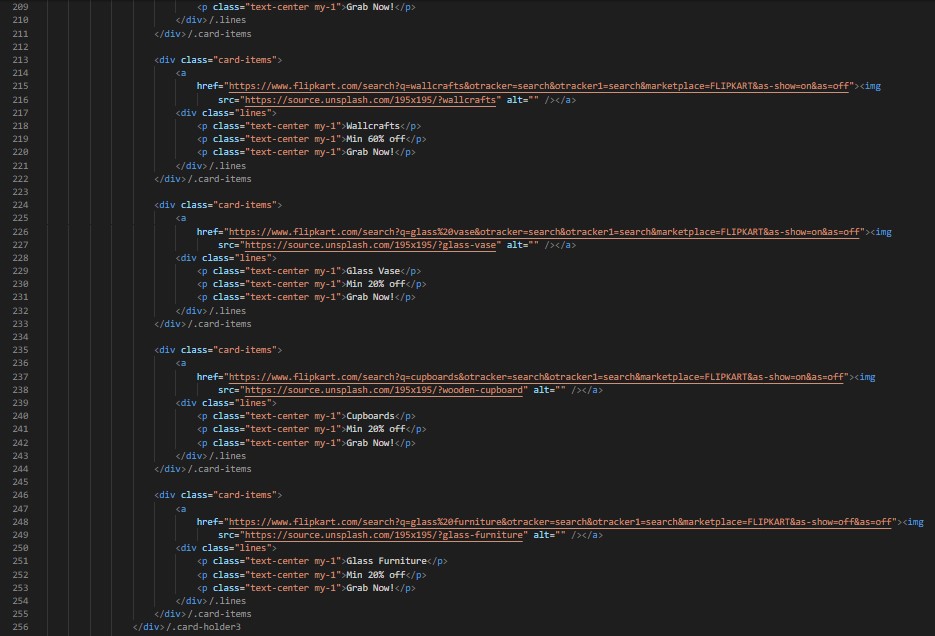 209 <p class="text-center my-1">Grab Now!</p>
210 </div>/.lines
211 </div>/.card-items
212
213 <div class="card-items">
214 <a
215 href="https://www.flipkart.com/search?q=wallcrafts&otracker=search&otracker1=search&marketplace=FLIPKART&as-show=on&as=off"><img
216 src="https://source.unsplash.com/195x195/?wallcrafts" alt="" /></a>
217 <div class="lines">
218 <p class="text-center my-1">Wallcrafts</p>
219 <p class="text-center my-1">Min 60% off</p>
220 <p class="text-center my-1">Grab Now!</p>
221 </div>/.lines
222 </div>/.card-items
223
224 <div class="card-items">
225 <a
226 href="https://www.flipkart.com/search?q=glass%20vase&otracker=search&otracker1=search&marketplace=FLIPKART&as-show=on&as=off"><img
227 src="https://source.unsplash.com/195x195/?glass-vase" alt="" /></a>
228 <div class="lines">
229 <p class="text-center my-1">Glass Vase</p>
230 <p class="text-center my-1">Min 20% off</p>
231 <p class="text-center my-1">Grab Now!</p>
232 </div>/.lines
233 </div>/.card-items
234
235 <div class="card-items">
236 <a
237 href="https://www.flipkart.com/search?q=cupboards&otracker=search&otracker1=search&marketplace=FLIPKART&as-show=on&as=off"><img
238 src="https://source.unsplash.com/195x195/?wooden-cupboard" alt="" /></a>
239 <div class="lines">
240 <p class="text-center my-1">Cupboards</p>
241 <p class="text-center my-1">Min 20% off</p>
242 <p class="text-center my-1">Grab Now!</p>
243 </div>/.lines
244 </div>/.card-items
245
246 <div class="card-items">
247 <a
248 href="https://www.flipkart.com/search?q=glass%20furniture&otracker=search&otracker1=search&marketplace=FLIPKART&as-show=off&as=off"><img
249 src="https://source.unsplash.com/195x195/?glass-furniture" alt="" /></a>
250 <div class="lines">
251 <p class="text-center my-1">Glass Furniture</p>
252 <p class="text-center my-1">Min 20% off</p>
253 <p class="text-center my-1">Grab Now!</p>
254 </div>/.lines
255 </div>/.card-items
256 </div>/.card-holder3